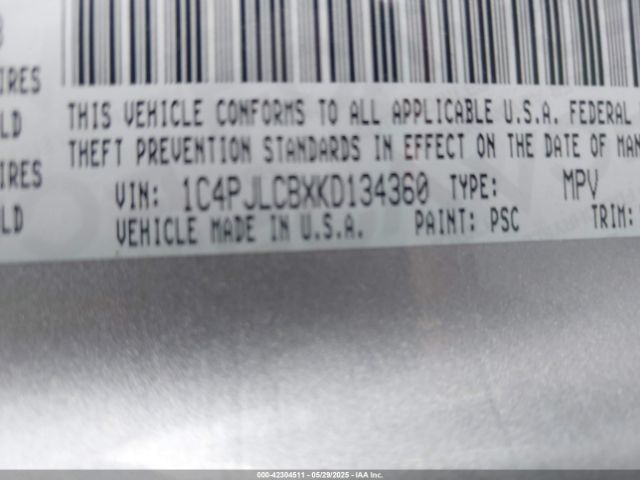 IRES
THIS VEHICLE CONFORMS TO ALL APPLICABLE U.S.A. FEDERAL
LD
THEFT PREVENTION STANDARDS IN EFFECT ON THE DATE OF MAN
IRES
VIN: 1C4PJLCBXKD134360 TYPE: MPV
LD
VEHICLE MADE IN U.S.A. PAINT: PSC TRIM:
000-42304511 - 05/29/2025 - IAA Inc.